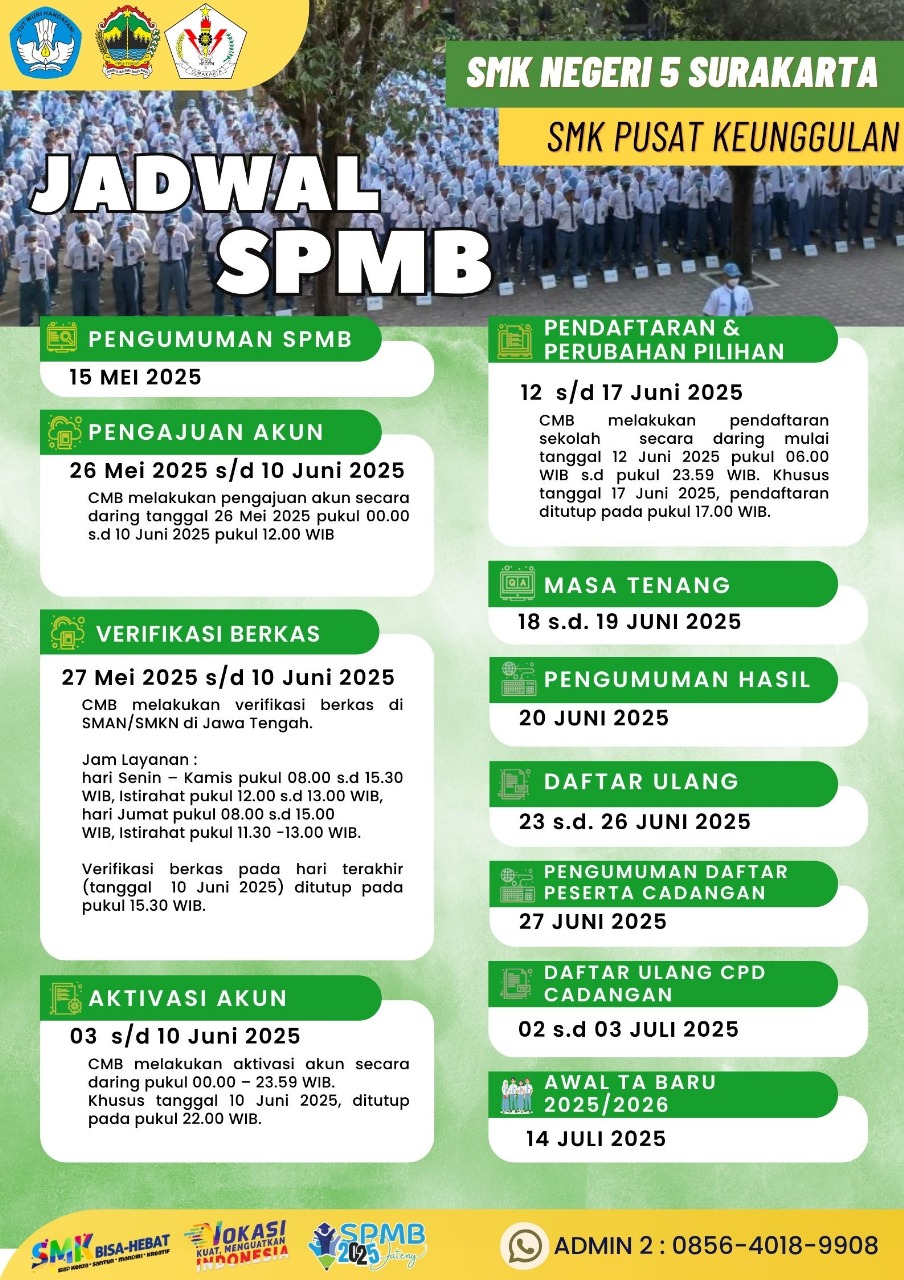 SMK NEGERI 5 SURAKARTA
SMK PUSAT KEUNGGULAN
JADWAL
SPMB
PENGUMUMAN SPMB
15 MEI 2025
PENGAJUAN AKUN
26 Mei 2025 s/d 10 Juni 2025
CMB melakukan pengajuan akun secara
daring tanggal 26 Mei 2025 pukul 00.00
s.d 10 Juni 2025 pukul 12.00 WIB
VERIFIKASI BERKAS
27 Mei 2025 s/d 10 Juni 2025
CMB melakukan verifikasi berkas di
SMAN/SMKN di Jawa Tengah.
Jam Layanan :
hari Senin – Kamis pukul 08.00 s.d 15.30
WIB, Istirahat pukul 12.00 s.d 13.00 WIB,
hari Jumat pukul 08.00 s.d 15.00
WIB, Istirahat pukul 11.30 -13.00 WIB.
Verifikasi berkas pada hari terakhir
(tanggal 10 Juni 2025) ditutup pada
pukul 15.30 WIB.
AKTIVASI AKUN
03 s/d 10 Juni 2025
CMB melakukan aktivasi akun secara
daring pukul 00.00 – 23.59 WIB.
Khusus tanggal 10 Juni 2025, ditutup
pada pukul 22.00 WIB.
PENDAFTARAN &
PERUBAHAN PILIHAN
12 s/d 17 Juni 2025
CMB melakukan pendaftaran
sekolah secara daring mulai
tanggal 12 Juni 2025 pukul 06.00
WIB s.d pukul 23.59 WIB. Khusus
tanggal 17 Juni 2025, pendaftaran
ditutup pada pukul 17.00 WIB.
Q A
MASA TENANG
18 s.d. 19 JUNI 2025
PENGUMUMAN HASIL
20 JUNI 2025
DAFTAR ULANG
23 s.d. 26 JUNI 2025
PENGUMUMAN DAFTAR
PESERTA CADANGAN
27 JUNI 2025
DAFTAR ULANG CPD
CADANGAN
02 s.d 03 JULI 2025
AWAL TA BARU
2025/2026
14 JULI 2025
SMK BISA-HEBAT
SIAP KERJA • SANTUN • MANDIRI • KREATIF
VOKASI
KUAT, MENGUATKAN
INDONESIA
SPMB
2025 Jateng
ADMIN 2 : 0856-4018-9908